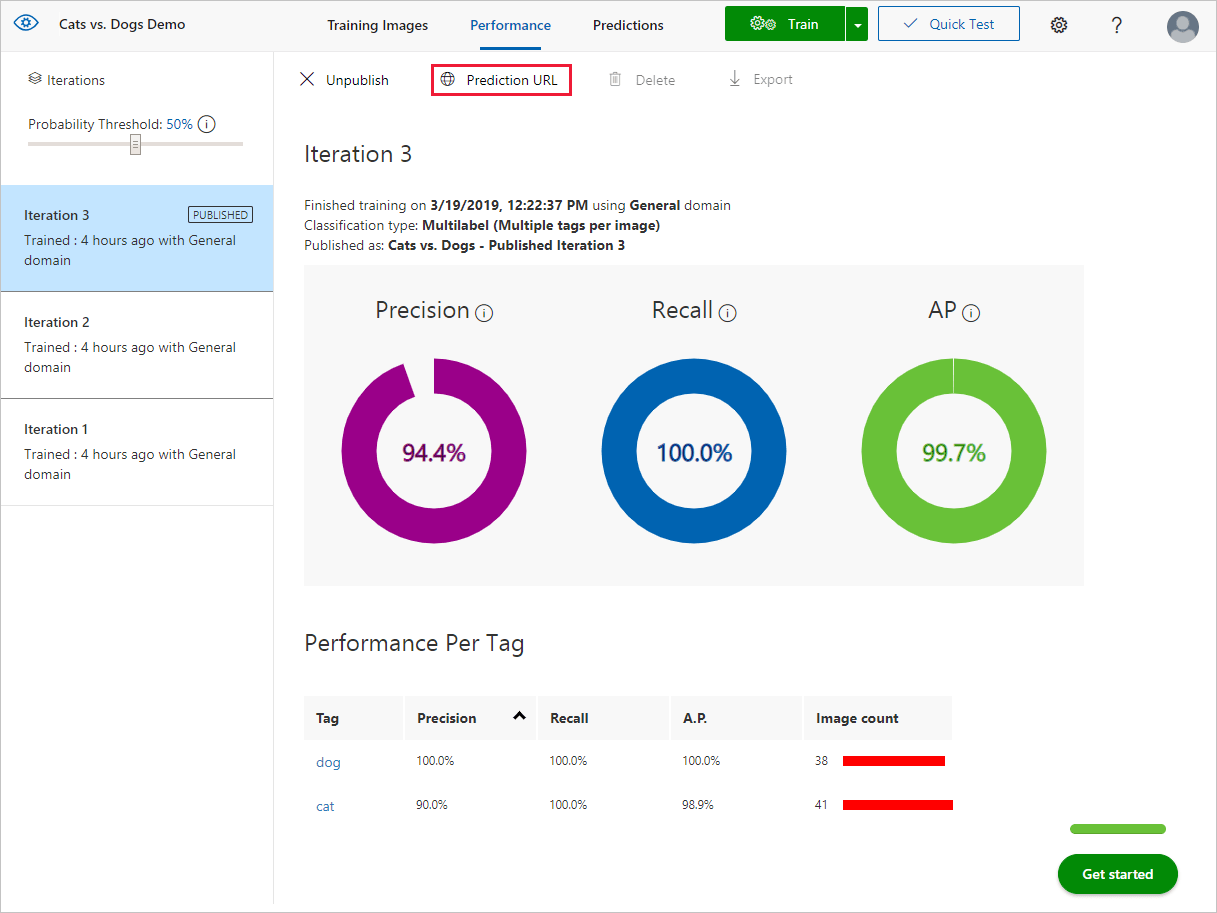 Cats vs. Dogs Demo
Training Images
Performance
Predictions
Train
Quick Test
?
Iterations
Probability Threshold: 50%
Iteration 3
PUBLISHED
Trained : 4 hours ago with General
domain
Iteration 2
Trained : 4 hours ago with General
domain
Iteration 1
Trained : 4 hours ago with General
domain
Unpublish
Prediction URL
Delete
Export
Iteration 3
Finished training on 3/19/2019, 12:22:37 PM using General domain
Classification type: Multilabel (Multiple tags per image)
Published as: Cats vs. Dogs - Published Iteration 3
Precision
Recall
AP
94.4%
100.0%
99.7%
Performance Per Tag
Tag Precision Recall A.P. Image count
dog 100.0% 100.0% 100.0% 38
cat 90.0% 100.0% 98.9% 41
Get started